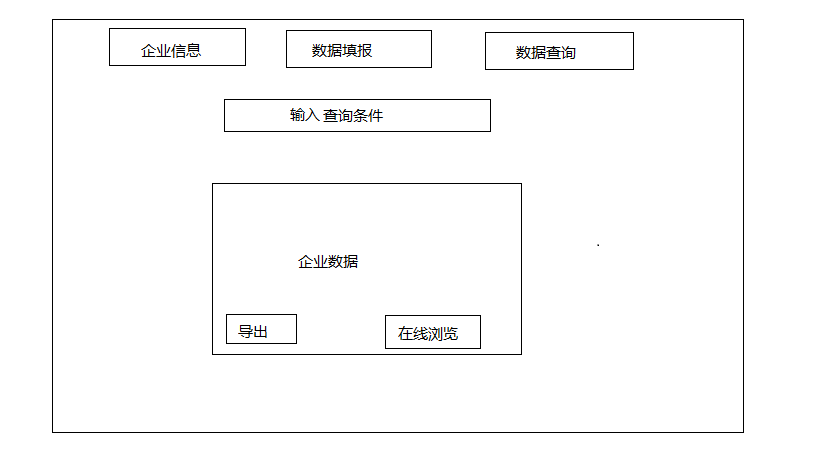 企业信息
数据填报
数据查询
输入 查询条件
企业数据
导出
在线浏览